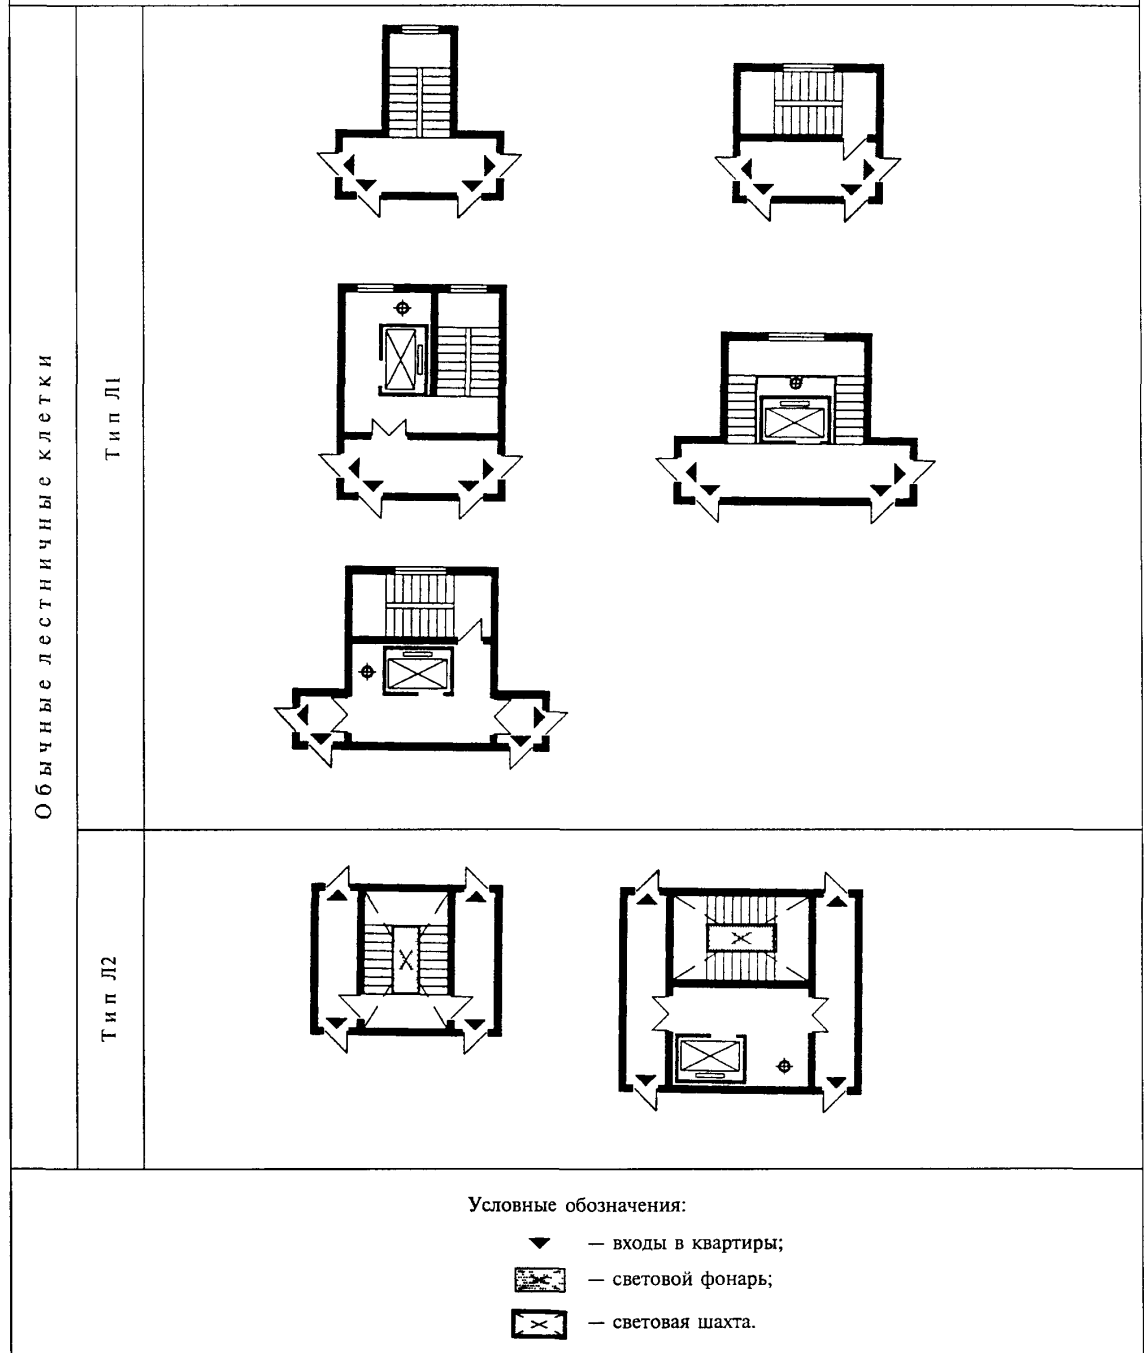 Обычные лестничные клетки
Тип Л1
Тип Л2
Условные обозначения:
— входы в квартиры;
— световой фонарь;
— световая шахта.